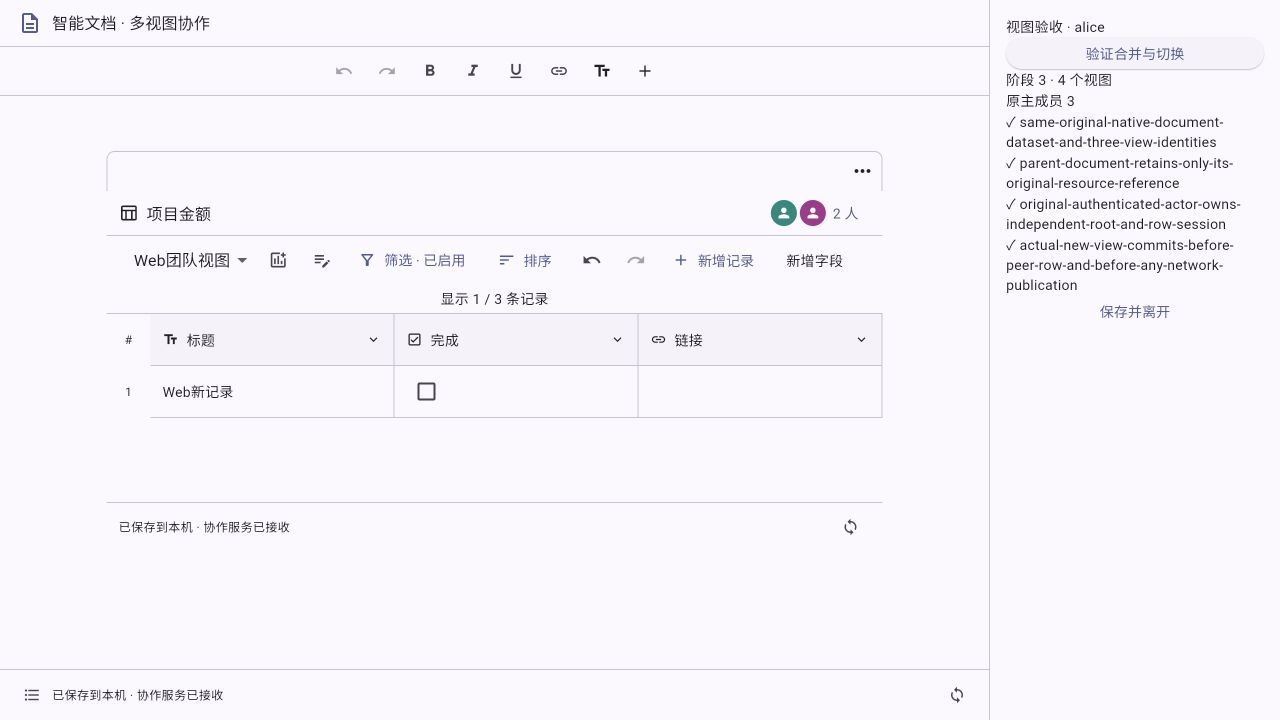 智能文档 · 多视图协作
B I U Tт
项目金额
2 人
Web团队视图
筛选 · 已启用
排序
新增记录
新增字段
显示 1 / 3 条记录
# Tт 标题 完成 链接
1 Web新记录
已保存到本机 · 协作服务已接收
已保存到本机 · 协作服务已接收
视图验收 · alice
验证合并与切换
阶段 3 · 4 个视图
原主成员 3
✓ same-original-native-document-
dataset-and-three-view-identities
✓ parent-document-retains-only-its-
original-resource-reference
✓ original-authenticated-actor-owns-
independent-root-and-row-session
✓ actual-new-view-commits-before-
peer-row-and-before-any-network-
publication
保存并离开